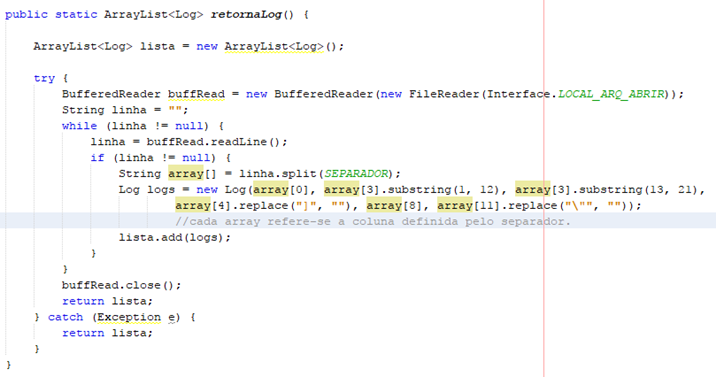 public static ArrayList<Log> retornaLog() {
ArrayList<Log> lista = new ArrayList<Log>();
try {
BufferedReader buffRead = new BufferedReader(new FileReader(Interface.LOCAL_ARQ_ABRIR));
String linha = "";
while (linha != null) {
linha = buffRead.readLine();
if (linha != null) {
String array[] = linha.split(SEPARADOR);
Log logs = new Log(array[0], array[3].substring(1, 12), array[3].substring(13, 21),
array[4].replace("]", ""), array[8], array[11].replace("\"", ""));
//cada array refere-se a coluna definida pelo separador.
lista.add(logs);
}
}
buffRead.close();
return lista;
} catch (Exception e) {
return lista;
}
}